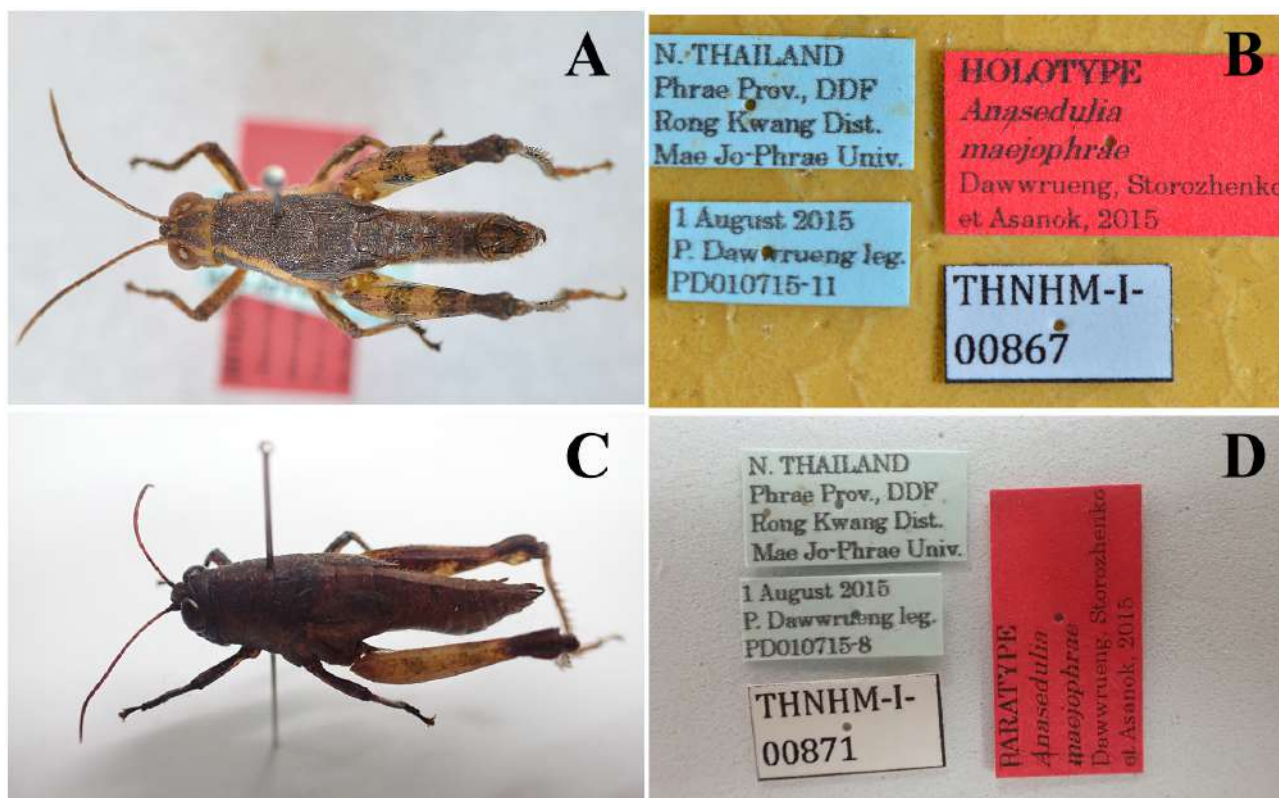 A
N. THAILAND
Phrae Prov., DDF
Rong Kwang Dist.
Mae Jo-Phrae Univ.
1 August 2015
P. Dawwrueng leg.
PD010715-11
B
HOLOTYPE
Anasedulia
maejophrae
Dawwrueng, Storozhenko
et Asanok, 2015
THNHM-I-
00867
C
N. THAILAND
Phrae Prov., DDF
Rong Kwang Dist.
Mae Jo-Phrae Univ.
1 August 2015
P. Dawwrueng leg.
PD010715-8
THNHM-I-
00871
D
PARATYPE
Anasedulia
maejophrae
Dawwrueng, Storozhenko
et Asanok, 2015